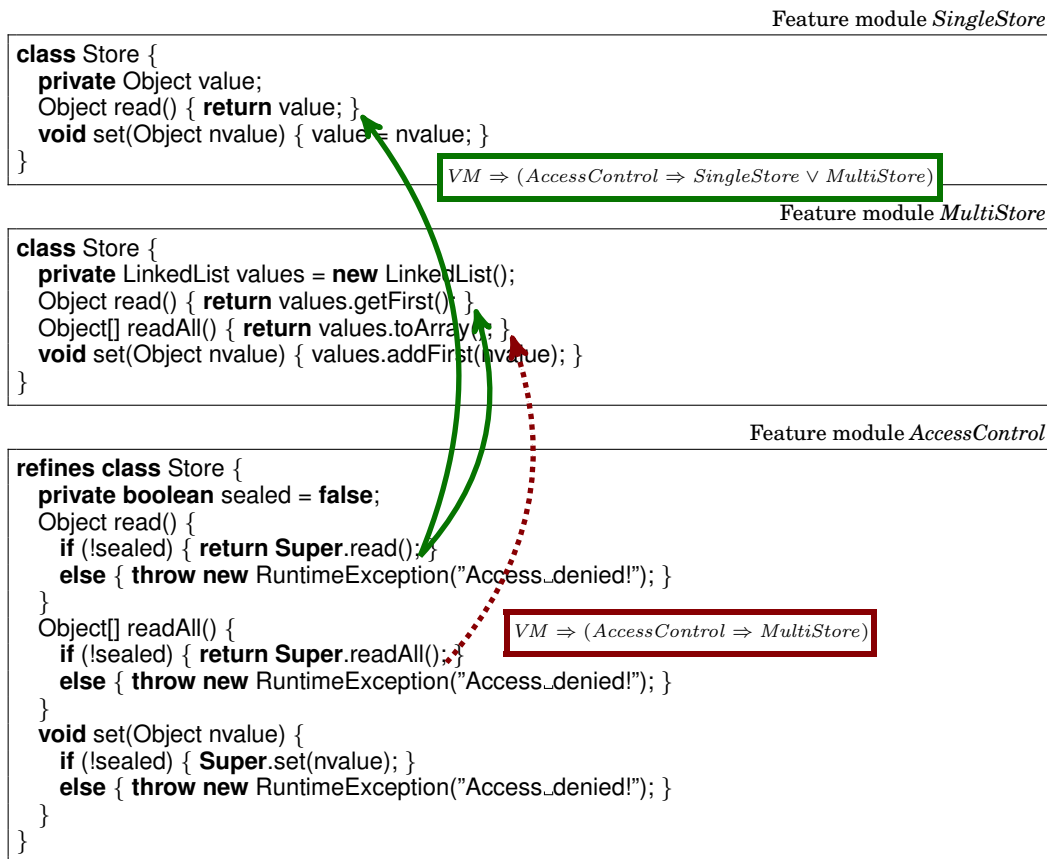 Feature module SingleStore
class Store {
private Object value;
Object read() { return value; }
void set(Object nvalue) { value = nvalue; }
}
VM ⇒ (AccessControl ⇒ SingleStore ∨ MultiStore)
Feature module MultiStore
class Store {
private LinkedList values = new LinkedList();
Object read() { return values.getFirst(); }
Object[] readAll() { return values.toArray(); }
void set(Object nvalue) { values.addFirst(nvalue); }
}
Feature module AccessControl
refines class Store {
private boolean sealed = false;
Object read() {
if (!sealed) { return Super.read(); }
else { throw new RuntimeException("Access␣denied!"); }
}
Object[] readAll() {
VM ⇒ (AccessControl ⇒ MultiStore)
if (!sealed) { return Super.readAll(); }
else { throw new RuntimeException("Access␣denied!"); }
}
void set(Object nvalue) {
if (!sealed) { Super.set(nvalue); }
else { throw new RuntimeException("Access␣denied!"); }
}
}